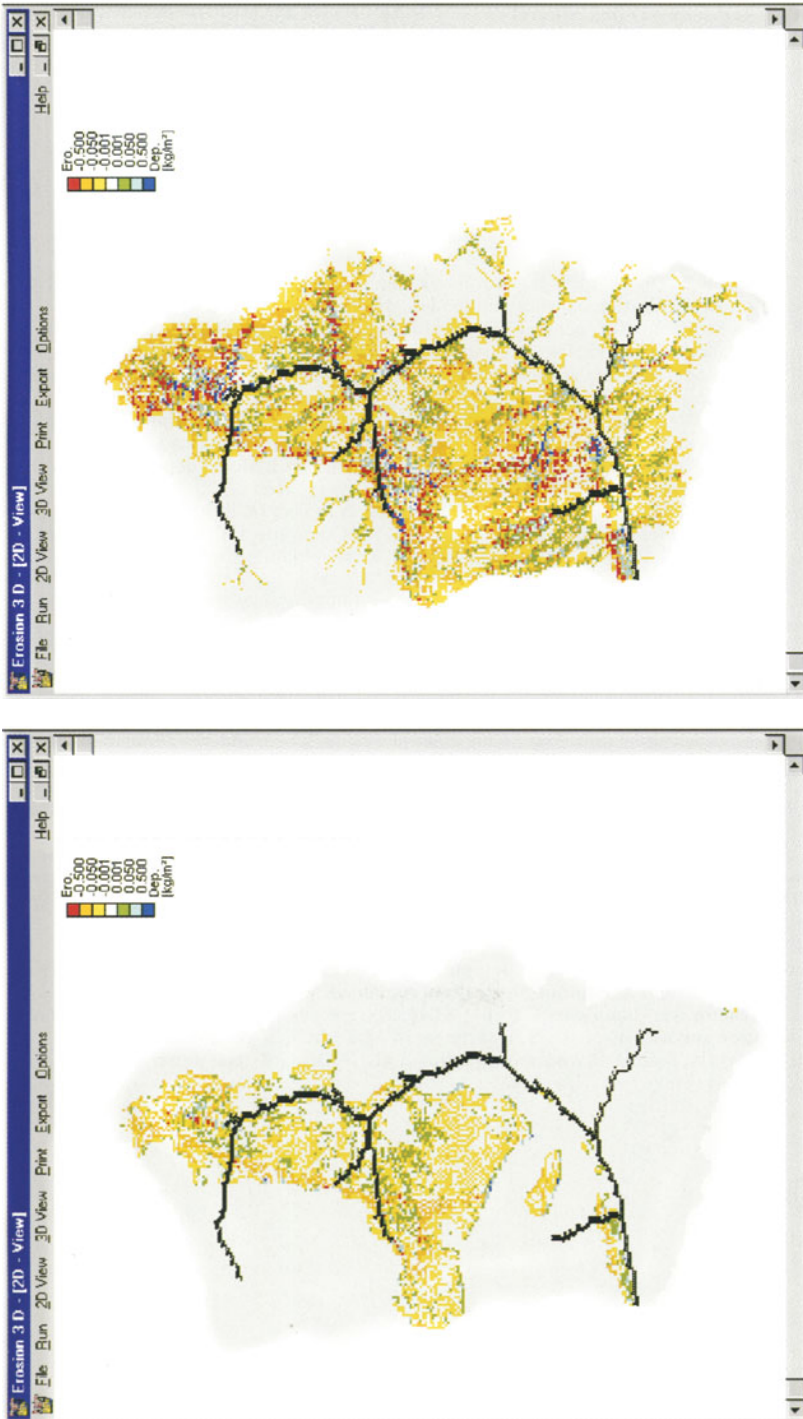 Erosion 3 D - [2D - View]
File Run 2D View 3D View Print Export Options Help
Ero.
-0.500
-0.050
-0.001
0.001
0.050
0.500
Dep.
[kg/m²]
Erosion 3 D - [2D - View]
File Run 2D View 3D View Print Export Options Help
Ero.
-0.500
-0.050
-0.001
0.001
0.050
0.500
Dep.
[kg/m²]